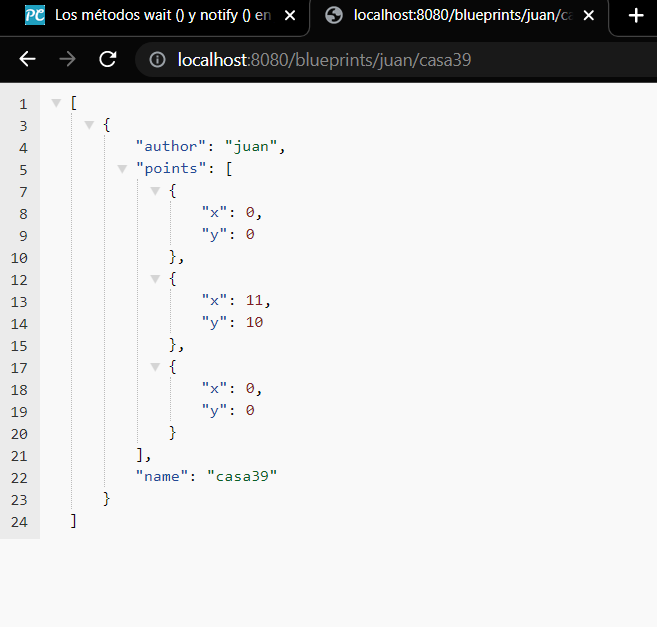 PC Los métodos wait () y notify () en
localhost:8080/blueprints/juan/ca
localhost:8080/blueprints/juan/casa39
1 [
3 {
4 "author": "juan",
5 "points": [
7 {
8 "x": 0,
9 "y": 0
10 },
12 {
13 "x": 11,
14 "y": 10
15 },
17 {
18 "x": 0,
19 "y": 0
20 }
21 ],
22 "name": "casa39"
23 }
24 ]